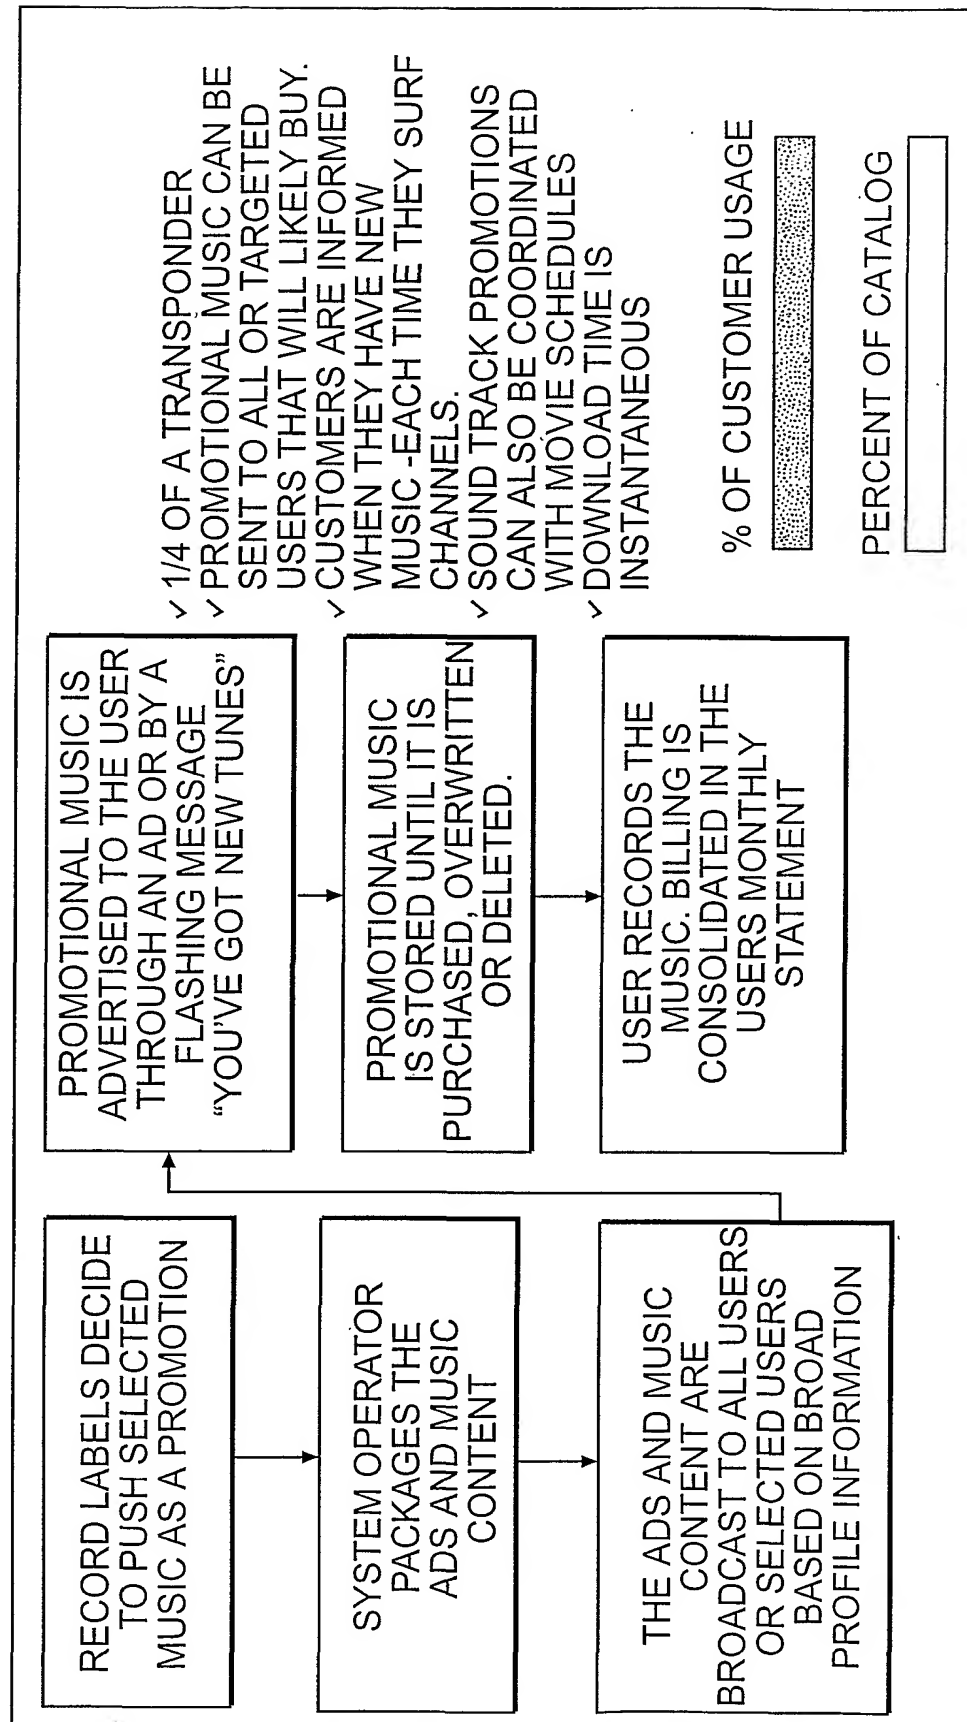 RECORD LABELS DECIDE
TO PUSH SELECTED
MUSIC AS A PROMOTION
SYSTEM OPERATOR
PACKAGES THE
ADS AND MUSIC
CONTENT
THE ADS AND MUSIC
CONTENT ARE
BROADCAST TO ALL USERS
OR SELECTED USERS
BASED ON BROAD
PROFILE INFORMATION
PROMOTIONAL MUSIC IS
ADVERTISED TO THE USER
THROUGH AN AD OR BY A
FLASHING MESSAGE
“YOU’VE GOT NEW TUNES”
PROMOTIONAL MUSIC
IS STORED UNTIL IT IS
PURCHASED, OVERWRITTEN
OR DELETED.
USER RECORDS THE
MUSIC. BILLING IS
CONSOLIDATED IN THE
USERS MONTHLY
STATEMENT
✓ 1/4 OF A TRANSPONDER
✓ PROMOTIONAL MUSIC CAN BE
SENT TO ALL OR TARGETED
USERS THAT WILL LIKELY BUY.
✓ CUSTOMERS ARE INFORMED
WHEN THEY HAVE NEW
MUSIC -EACH TIME THEY SURF
CHANNELS.
✓ SOUND TRACK PROMOTIONS
CAN ALSO BE COORDINATED
WITH MOVIE SCHEDULES
✓ DOWNLOAD TIME IS
INSTANTANEOUS
% OF CUSTOMER USAGE
PERCENT OF CATALOG